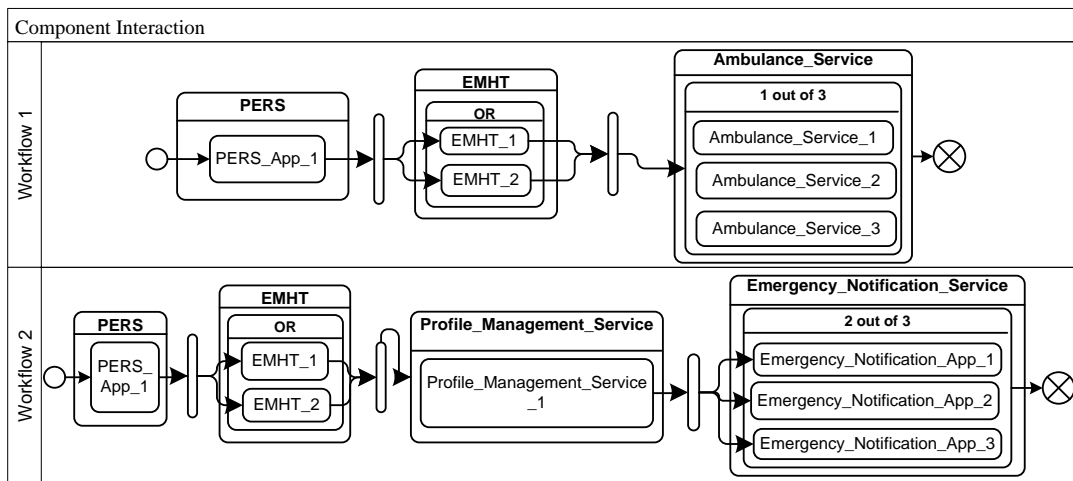 Component Interaction
Workflow 1
PERS
PERS_App_1
EMHT
OR
EMHT_1
EMHT_2
Ambulance_Service
1 out of 3
Ambulance_Service_1
Ambulance_Service_2
Ambulance_Service_3
Workflow 2
PERS
PERS_
App_1
EMHT
OR
EMHT_1
EMHT_2
Profile_Management_Service
Profile_Management_Service
_1
Emergency_Notification_Service
2 out of 3
Emergency_Notification_App_1
Emergency_Notification_App_2
Emergency_Notification_App_3